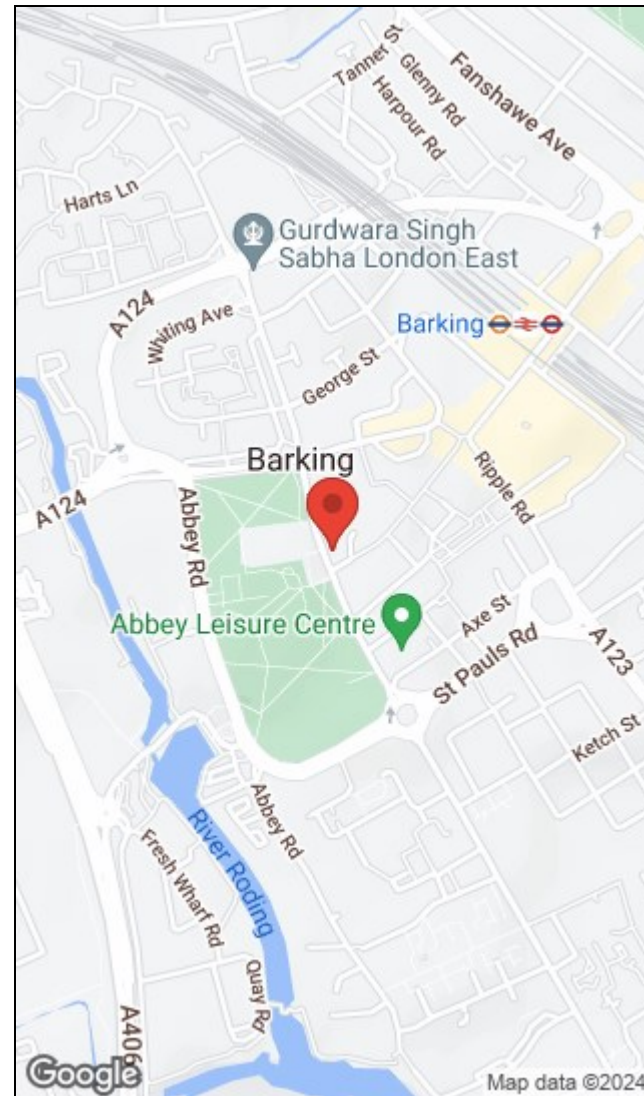 Tanner St
Glenny Rd
Harpour Rd
Fanshawe Ave
Harts Ln
Gurdwara Singh
Sabha London East
A124
Whiting Ave
Barking
George St
Barking
Ripple Rd
A124
Abbey Rd
Abbey Leisure Centre
Axe St
St Pauls Rd
A123
Ketch St
Abbey Rd
River Roding
Fresh Wharf Rd
Quay Rd
A406
Google
Map data ©2024